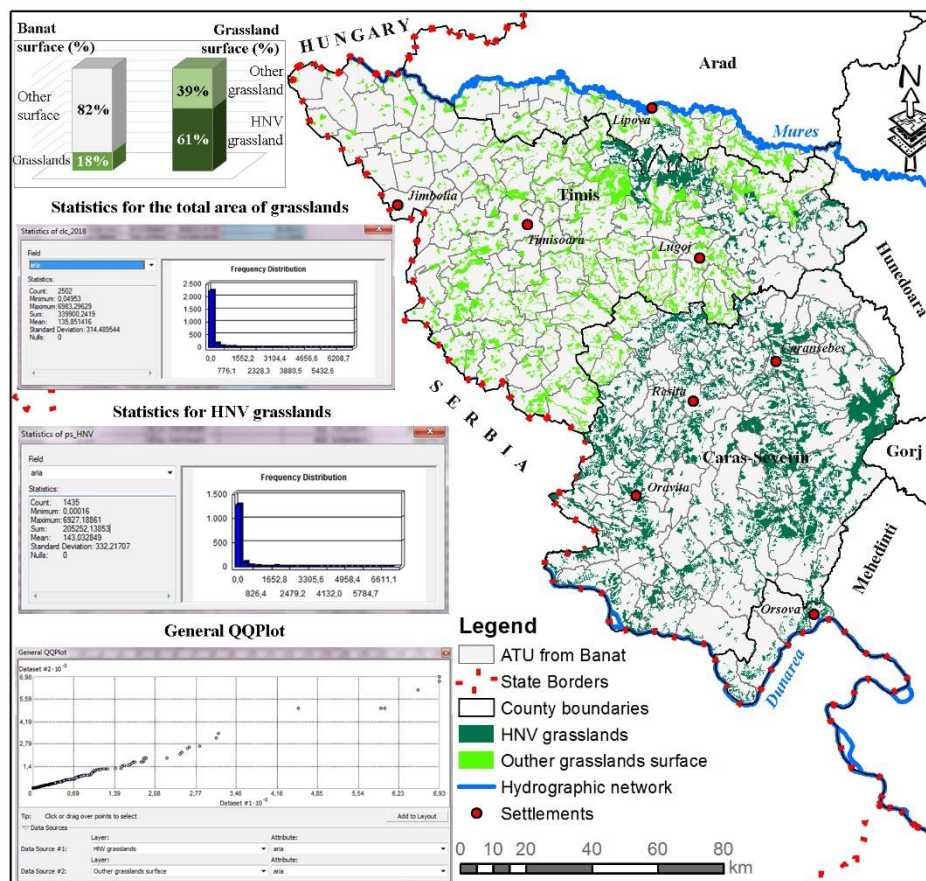 Banat
surface (%)
Grassland
surface (%)
Other
surface
82%
Grasslands
18%
39%
61%
Other
grassland
HNV
grassland
Statistics for the total area of grasslands
Statistics of clc_2018
Field
aria
Statistics:
Count: 2502
Minimum: 0,04953
Maximum: 6983,29629
Sum: 339900,2419
Mean: 135,851416
Standard Deviation: 314,489544
Nulls: 0
Frequency Distribution
2.500
2.000
1.500
1.000
500
0
0,0 1552,2 3104,4 4656,6 6208,7
776,1 2328,3 3880,5 5432,6
Statistics for HNV grasslands
Statistics of ps_HNV
Field
aria
Statistics:
Count: 1435
Minimum: 0,00016
Maximum: 6927,18861
Sum: 205252,13853
Mean: 143,032849
Standard Deviation: 332,21707
Nulls: 0
Frequency Distribution
1.500
1.000
500
0
0,0 1652,8 3305,6 4958,4 6611,1
826,4 2479,2 4132,0 5784,7
General QQPlot
General QQPlot
Dataset #2·10⁻³
6,98
5,59
4,19
2,79
1,4
0 0,69 1,39 2,08 2,77 3,46 4,16 4,85 5,54 6,23 6,93
Dataset #1·10⁻³
Tip: Click or drag over points to select
Add to Layout
Data Sources
Layer: Attribute:
Data Source #1: HNV grasslands aria
Layer: Attribute:
Data Source #2: Outher grasslands surface aria
HUNGARY
Arad
N
Lipova
Mures
Jimbolia
Timis
Timisoara
Lugoj
Hunedoara
SERBIA
Caransebes
Resita
Caras-Severin
Gorj
Oravita
Mehedinti
Orsova
Dunarea
Legend
ATU from Banat
State Borders
County boundaries
HNV grasslands
Outher grasslands surface
Hydrographic network
Settlements
0 10 20 40 60 80
km